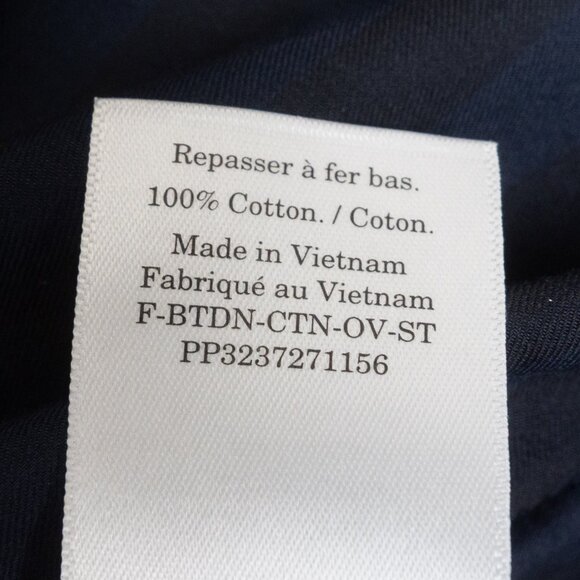 Repasser à fer bas.
100% Cotton. / Coton.
Made in Vietnam
Fabriqué au Vietnam
F-BTDN-CTN-OV-ST
PP3237271156